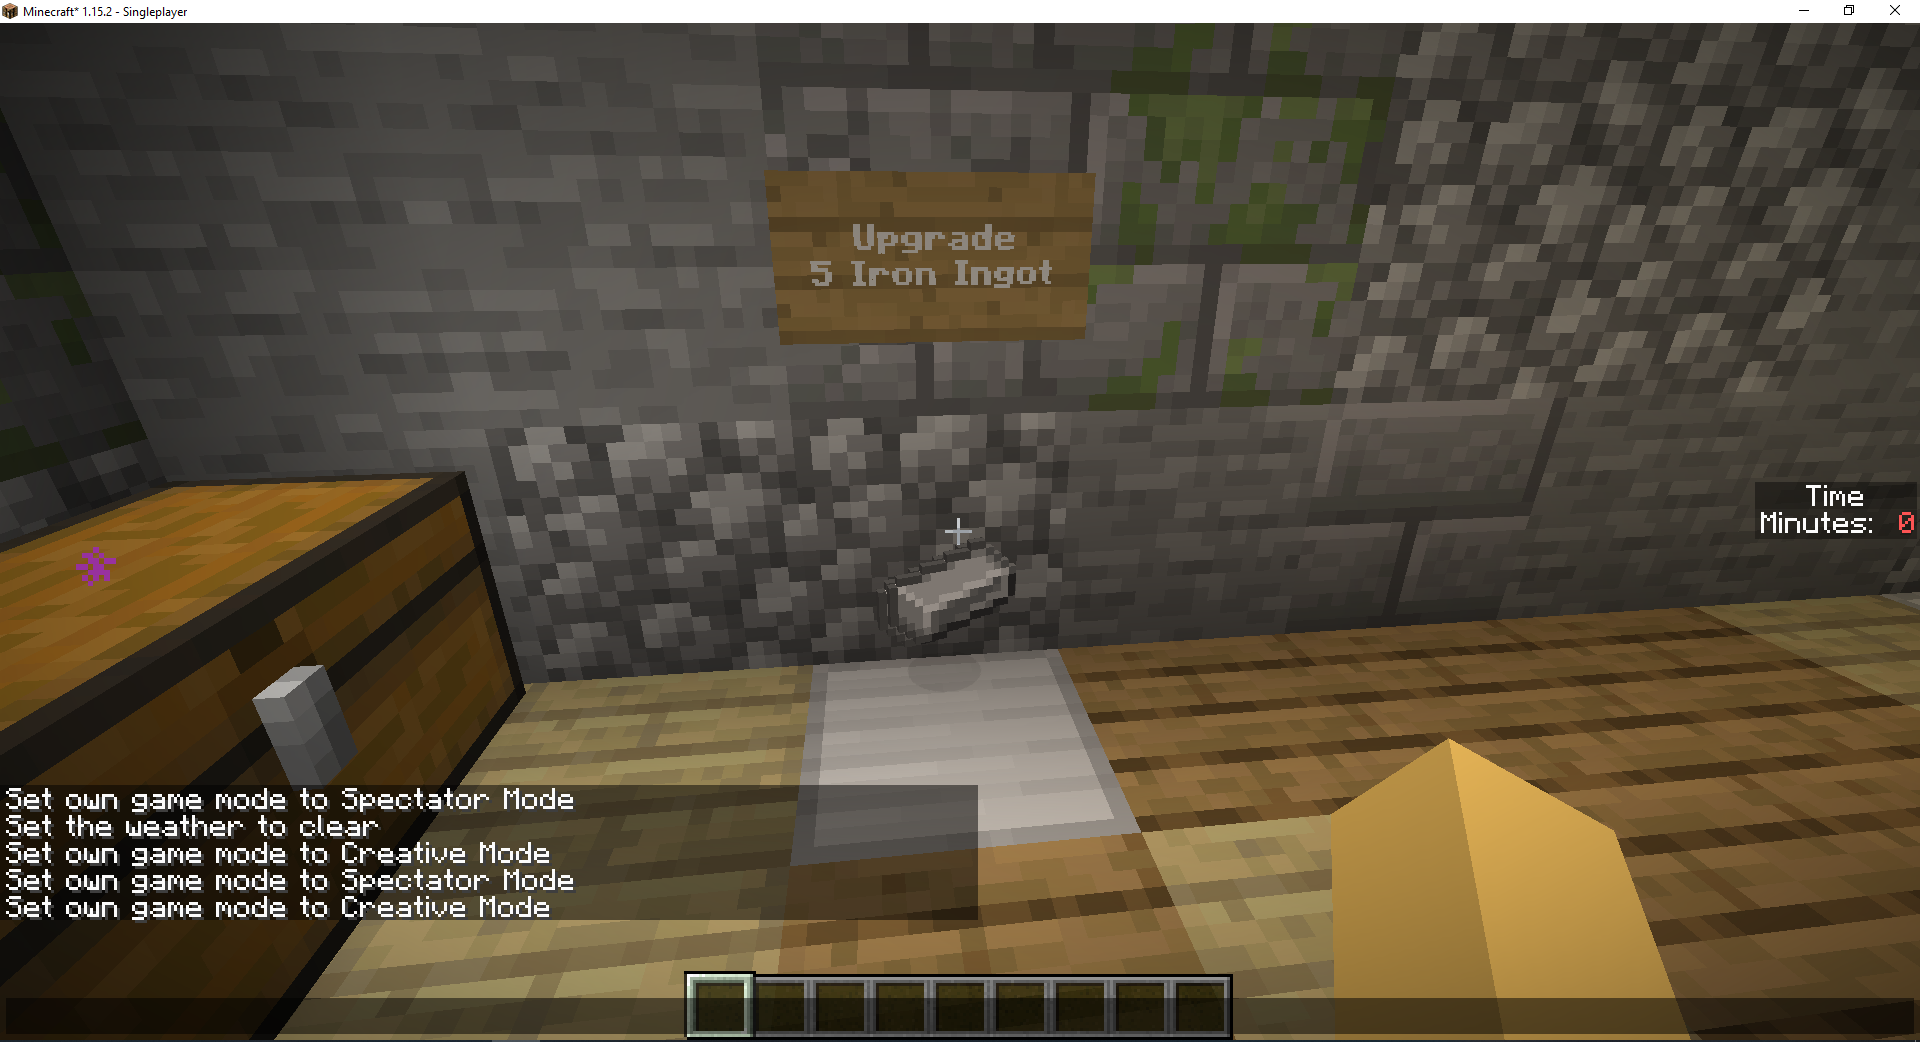 Minecraft* 1.15.2 - Singleplayer
Upgrade
5 Iron Ingot
Time
Minutes: 0
Set own game mode to Spectator Mode
Set the weather to clear
Set own game mode to Creative Mode
Set own game mode to Spectator Mode
Set own game mode to Creative Mode